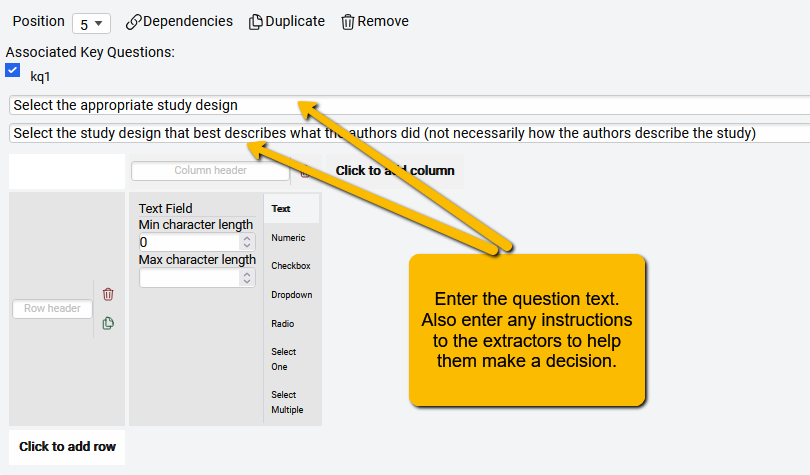 Position 5 Dependencies Duplicate Remove
Associated Key Questions:
kq1
Select the appropriate study design
Select the study design that best describes what the authors did (not necessarily how the authors describe the study)
Column header
Click to add column
Row header
Text Field
Min character length
0
Max character length
Text
Numeric
Checkbox
Dropdown
Radio
Select
One
Select
Multiple
Enter the question text.
Also enter any instructions
to the extractors to help
them make a decision.
Click to add row